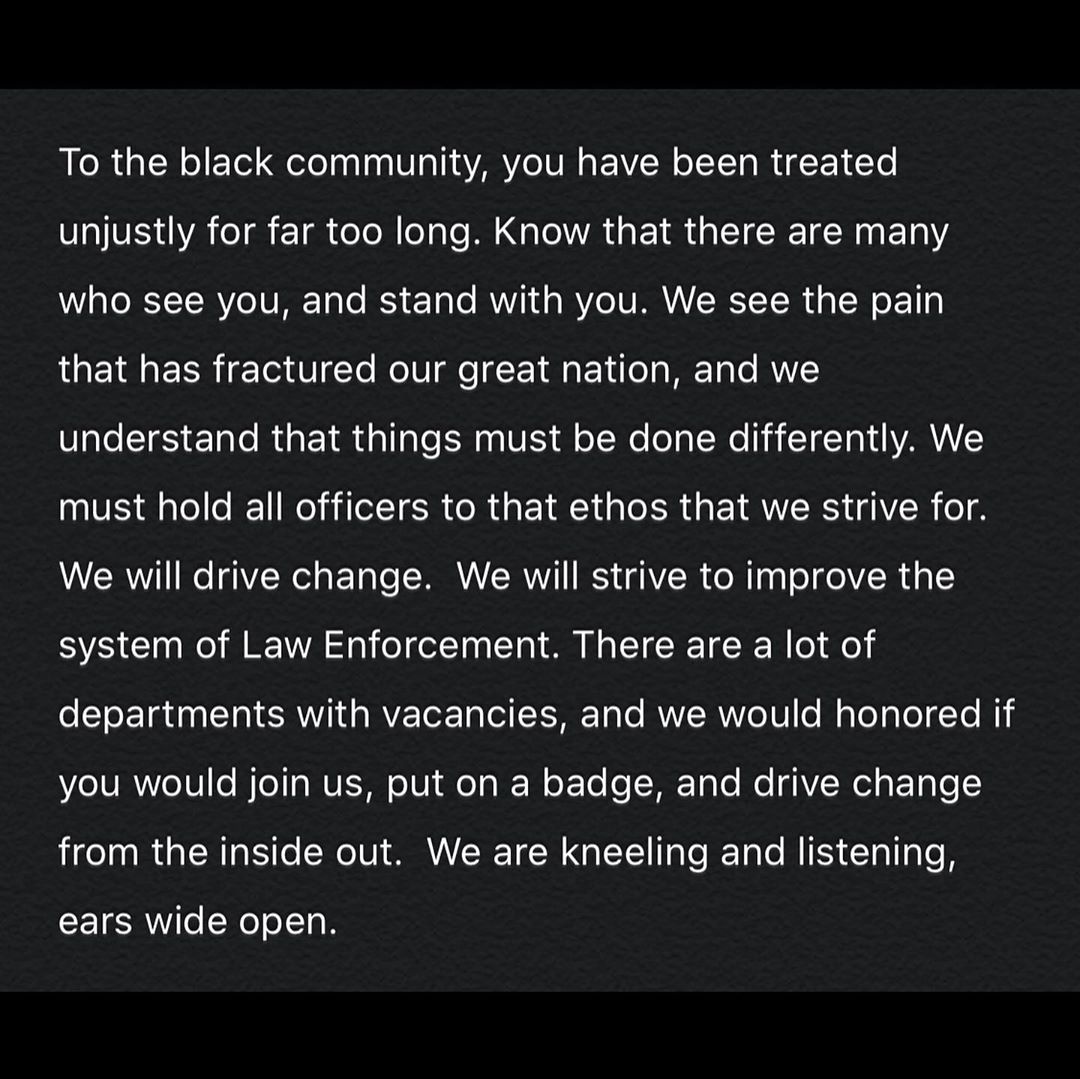 To the black community, you have been treated
unjustly for far too long. Know that there are many
who see you, and stand with you. We see the pain
that has fractured our great nation, and we
understand that things must be done differently. We
must hold all officers to that ethos that we strive for.
We will drive change.  We will strive to improve the
system of Law Enforcement. There are a lot of
departments with vacancies, and we would honored if
you would join us, put on a badge, and drive change
from the inside out.  We are kneeling and listening,
ears wide open.